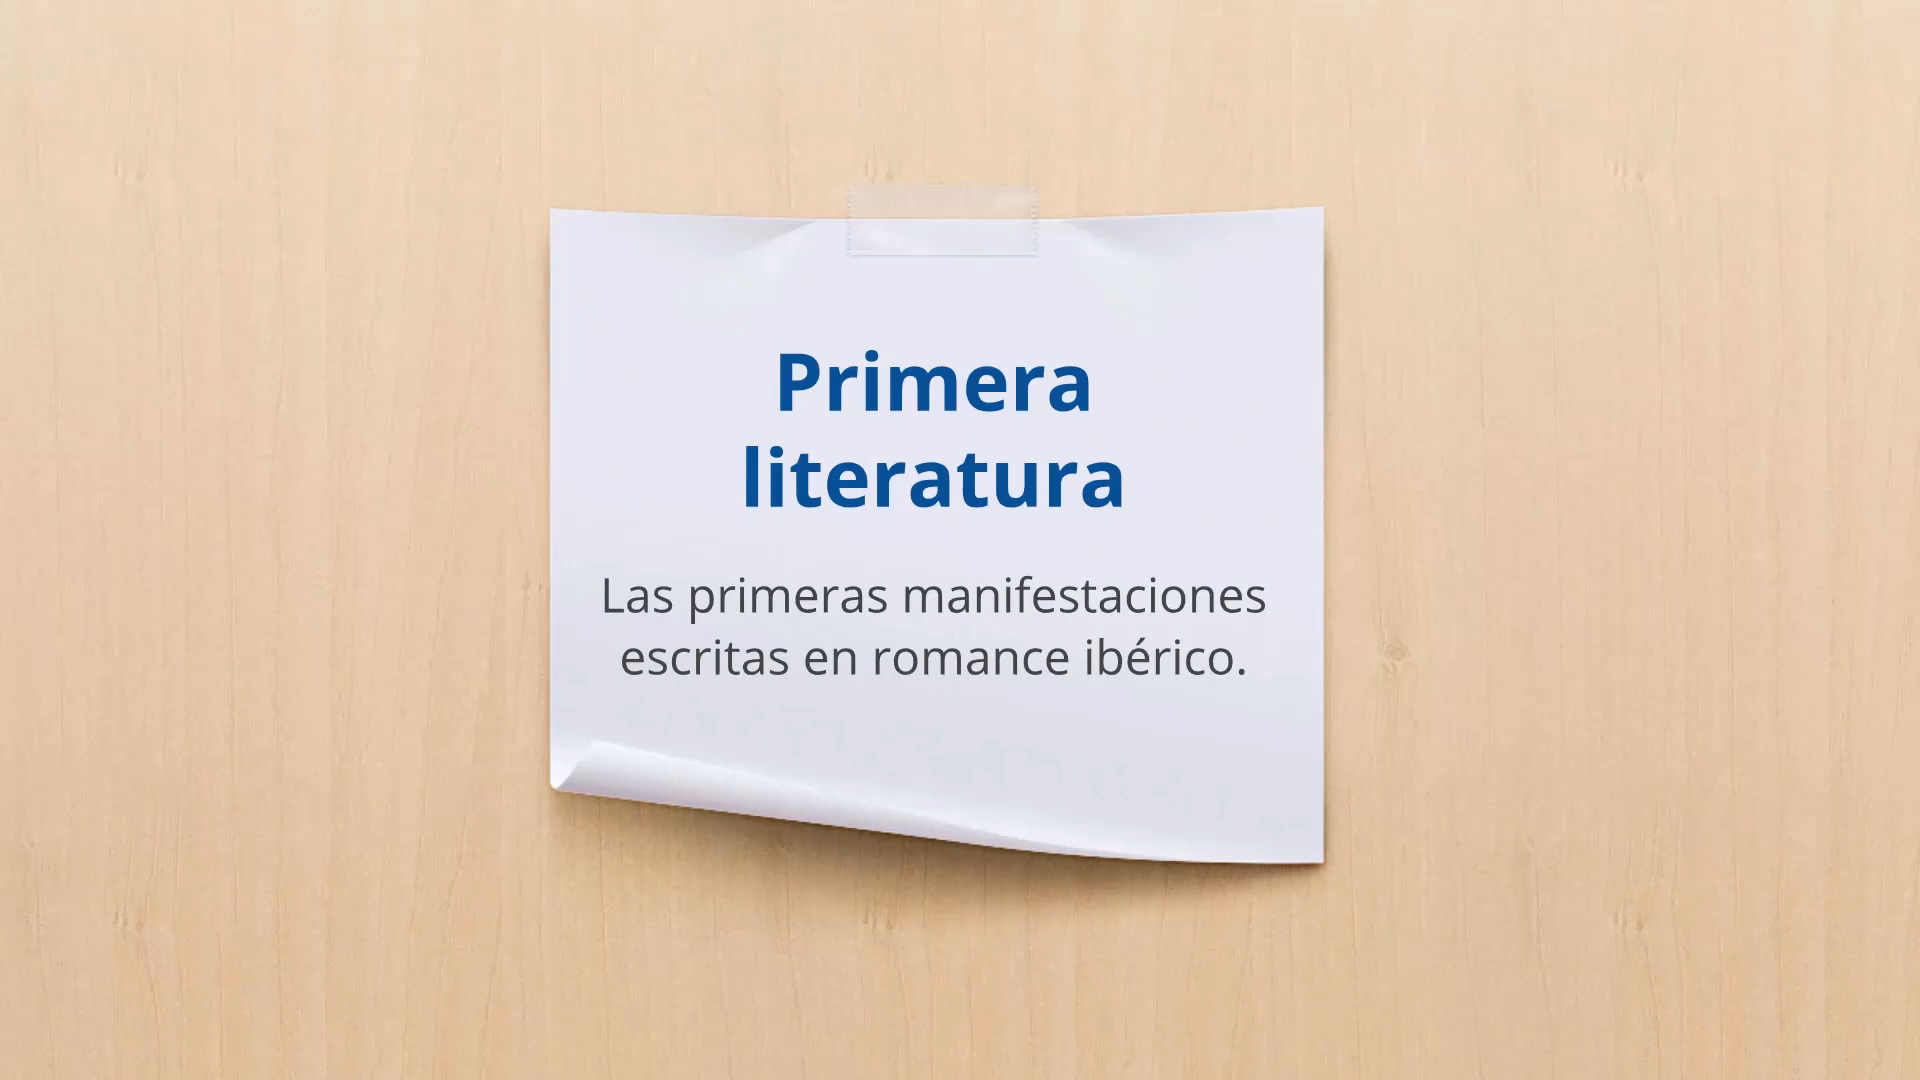 Primera
literatura
Las primeras manifestaciones
escritas en romance ibérico.